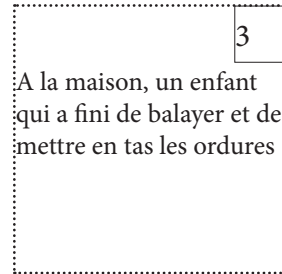 3
A la maison, un enfant
qui a fini de balayer et de
mettre en tas les ordures